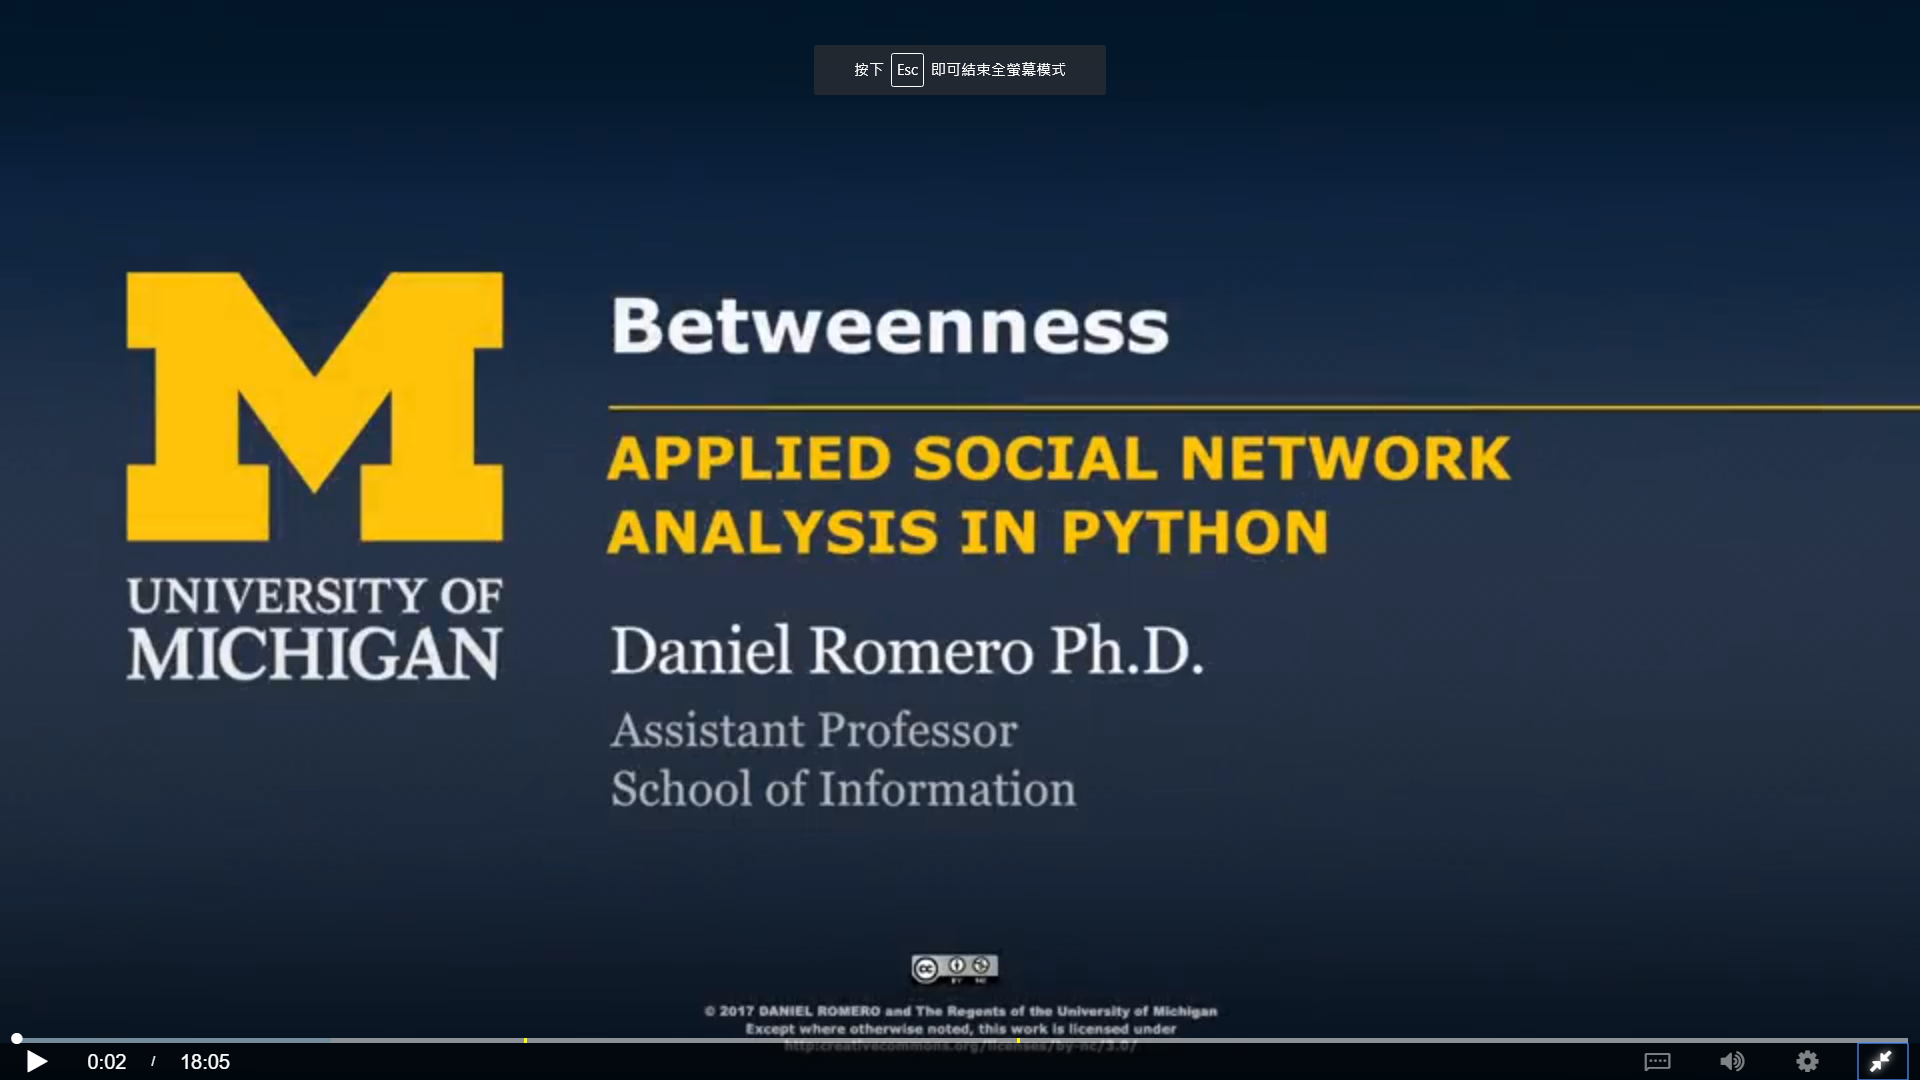 按下 Esc 即可結束全螢幕模式
Betweenness
APPLIED SOCIAL NETWORK
ANALYSIS IN PYTHON
UNIVERSITY OF
MICHIGAN
Daniel Romero Ph.D.
Assistant Professor
School of Information
cc
BY NC
© 2017 DANIEL ROMERO and The Regents of the University of Michigan
Except where otherwise noted, this work is licensed under
http:creativecommons.org/licenses/by-nc/3.0/
0:02 / 18:05